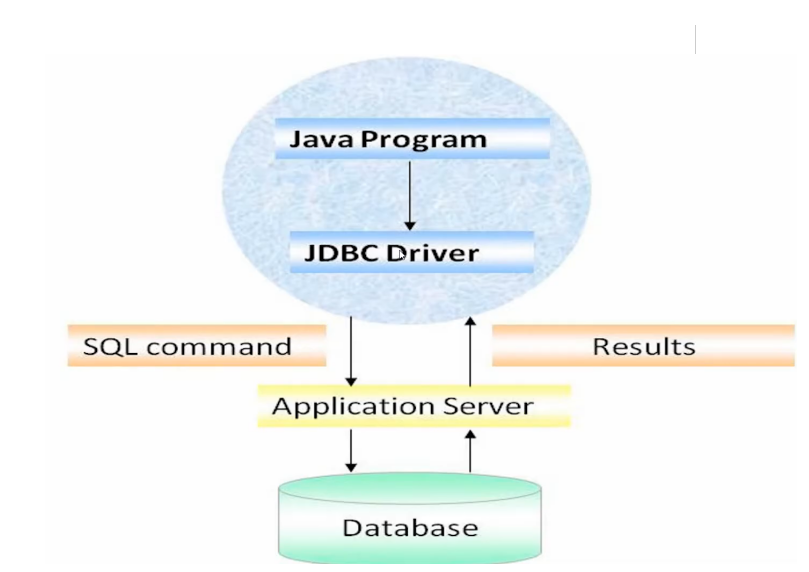 Java Program
JDBC Driver
SQL command
Results
Application Server
Database